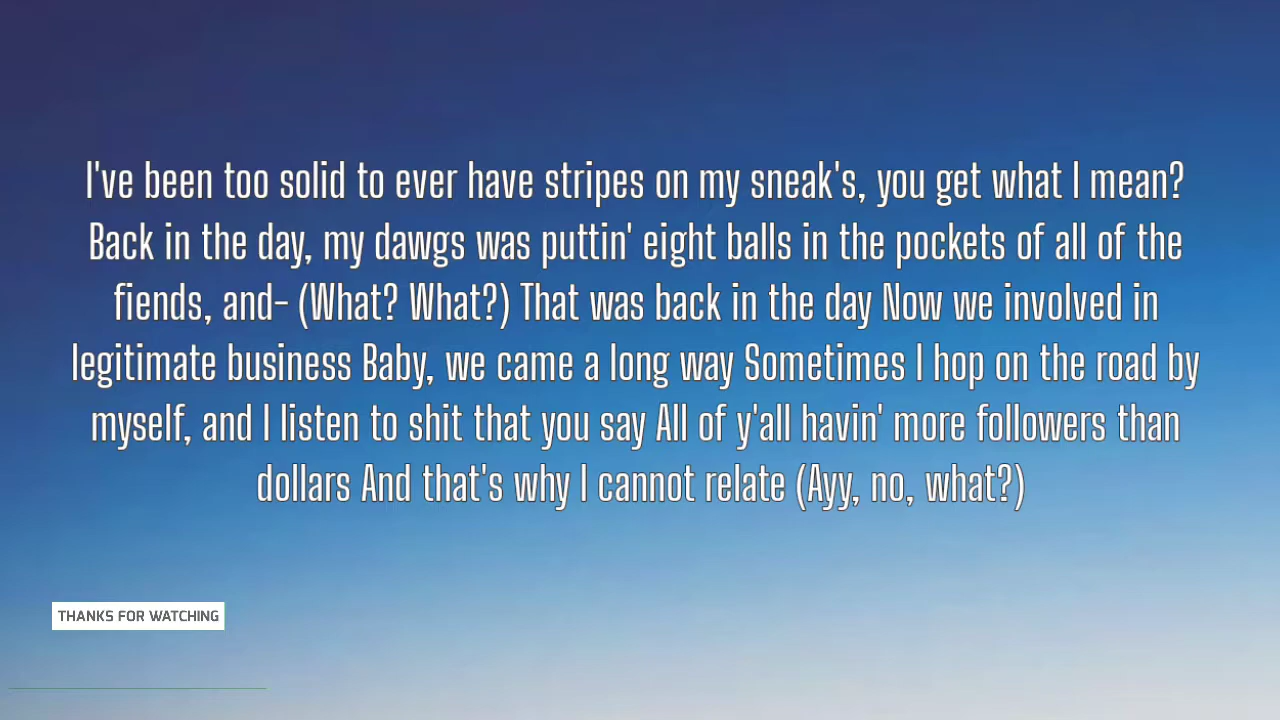 I've been too solid to ever have stripes on my sneak's, you get what I mean?
Back in the day, my dawgs was puttin' eight balls in the pockets of all of the
fiends, and- (What? What?) That was back in the day Now we involved in
legitimate business Baby, we came a long way Sometimes I hop on the road by
myself, and I listen to shit that you say All of y'all havin' more followers than
dollars And that's why I cannot relate (Ayy, no, what?)
THANKS FOR WATCHING